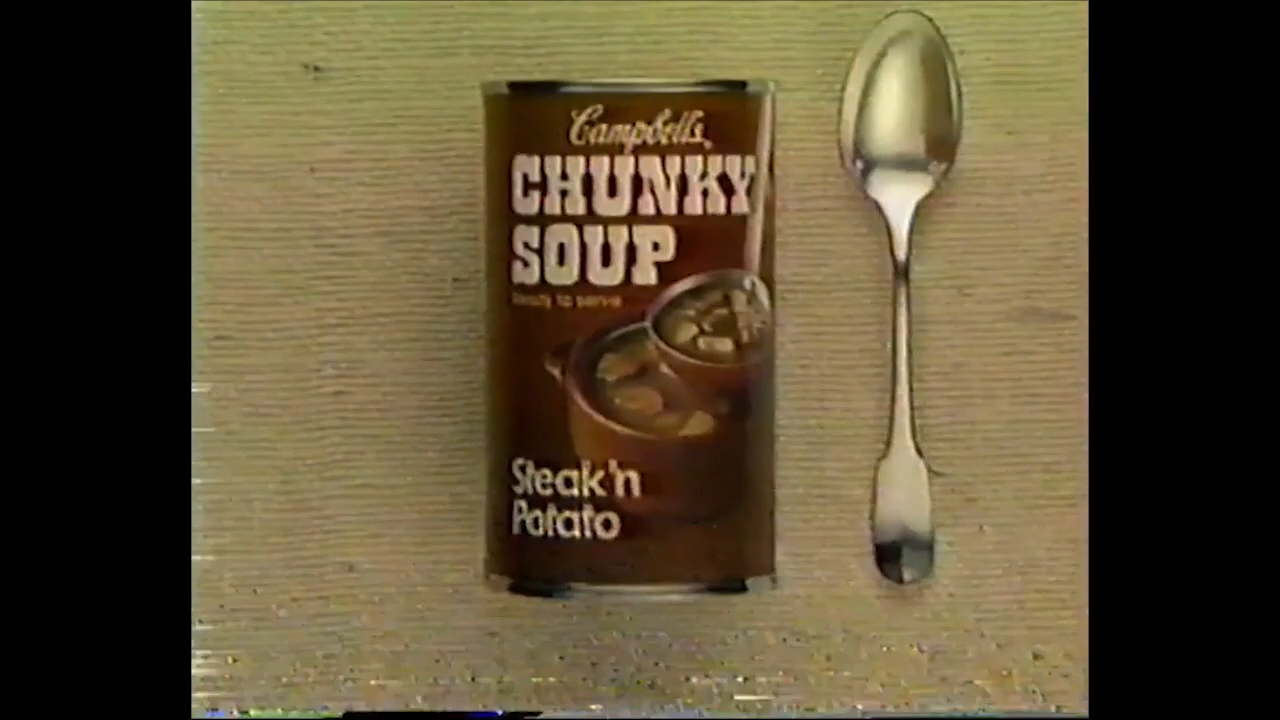 Campbell's
CHUNKY
SOUP
Ready to serve
Steak'n
Potato